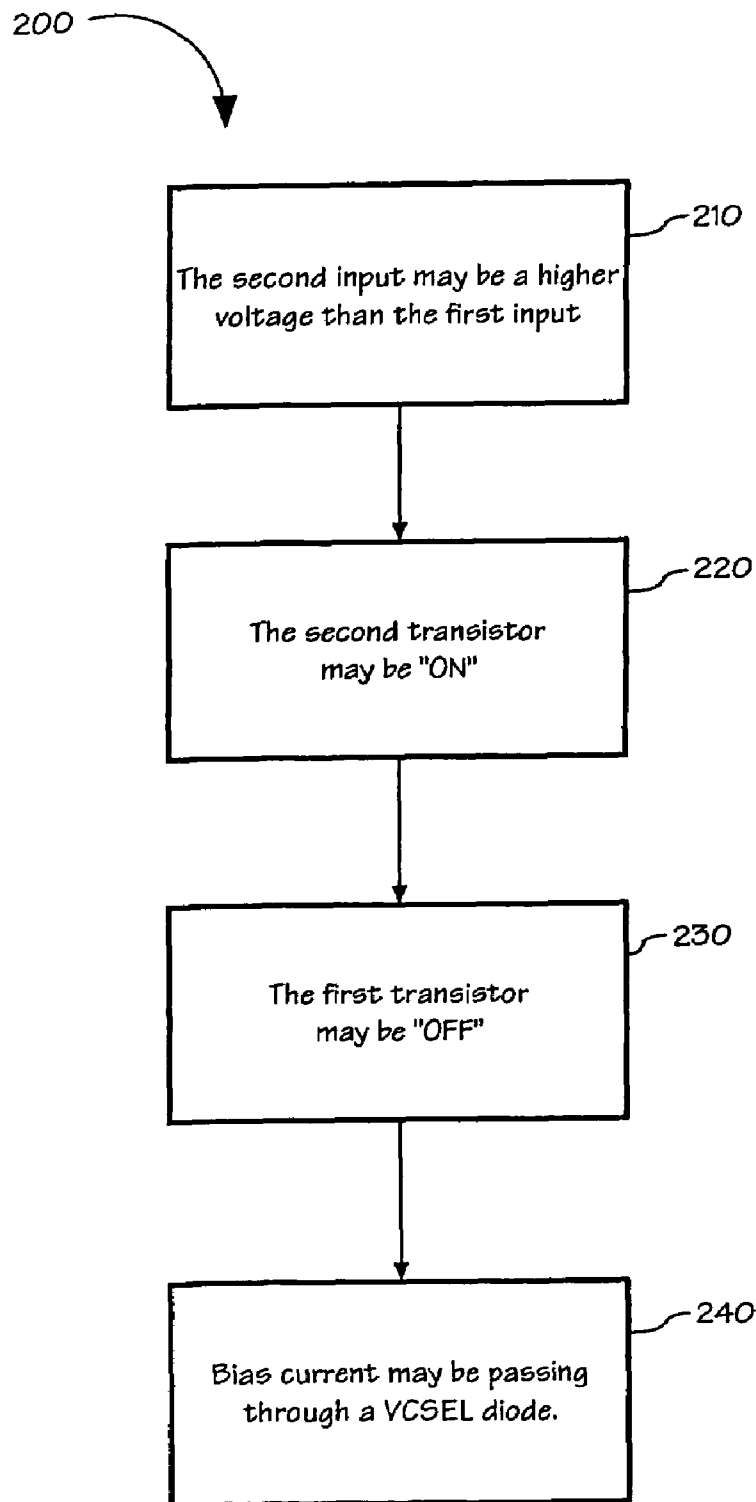 200
210
The second input may be a higher
voltage than the first input
220
The second transistor
may be "ON"
230
The first transistor
may be "OFF"
240
Bias current may be passing
through a VCSEL diode.